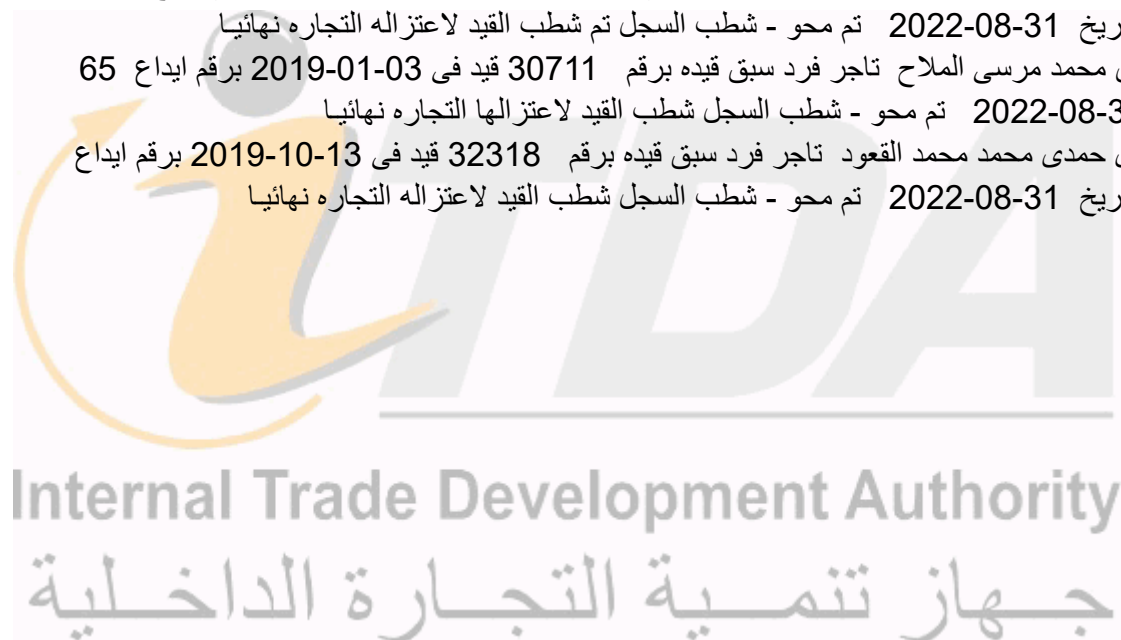 ريخ 31-08-2022 تم محو - شطب السجل تم شطب القيد لاعتزاله التجاره نهائيا
محمد مرسى الملاح تاجر فرد سبق قيده برقم 30711 قيد فى 03-01-2019 برقم ايداع 65
2022-08-3 تم محو - شطب السجل شطب القيد لاعتزالها التجاره نهائيا
حمدى محمد محمد القعود تاجر فرد سبق قيده برقم 32318 قيد فى 13-10-2019 برقم ايداع
ريخ 31-08-2022 تم محو - شطب السجل شطب القيد لاعتزاله التجاره نهائيا
iTDA
Internal Trade Development Authority
جهاز تنمية التجارة الداخلية